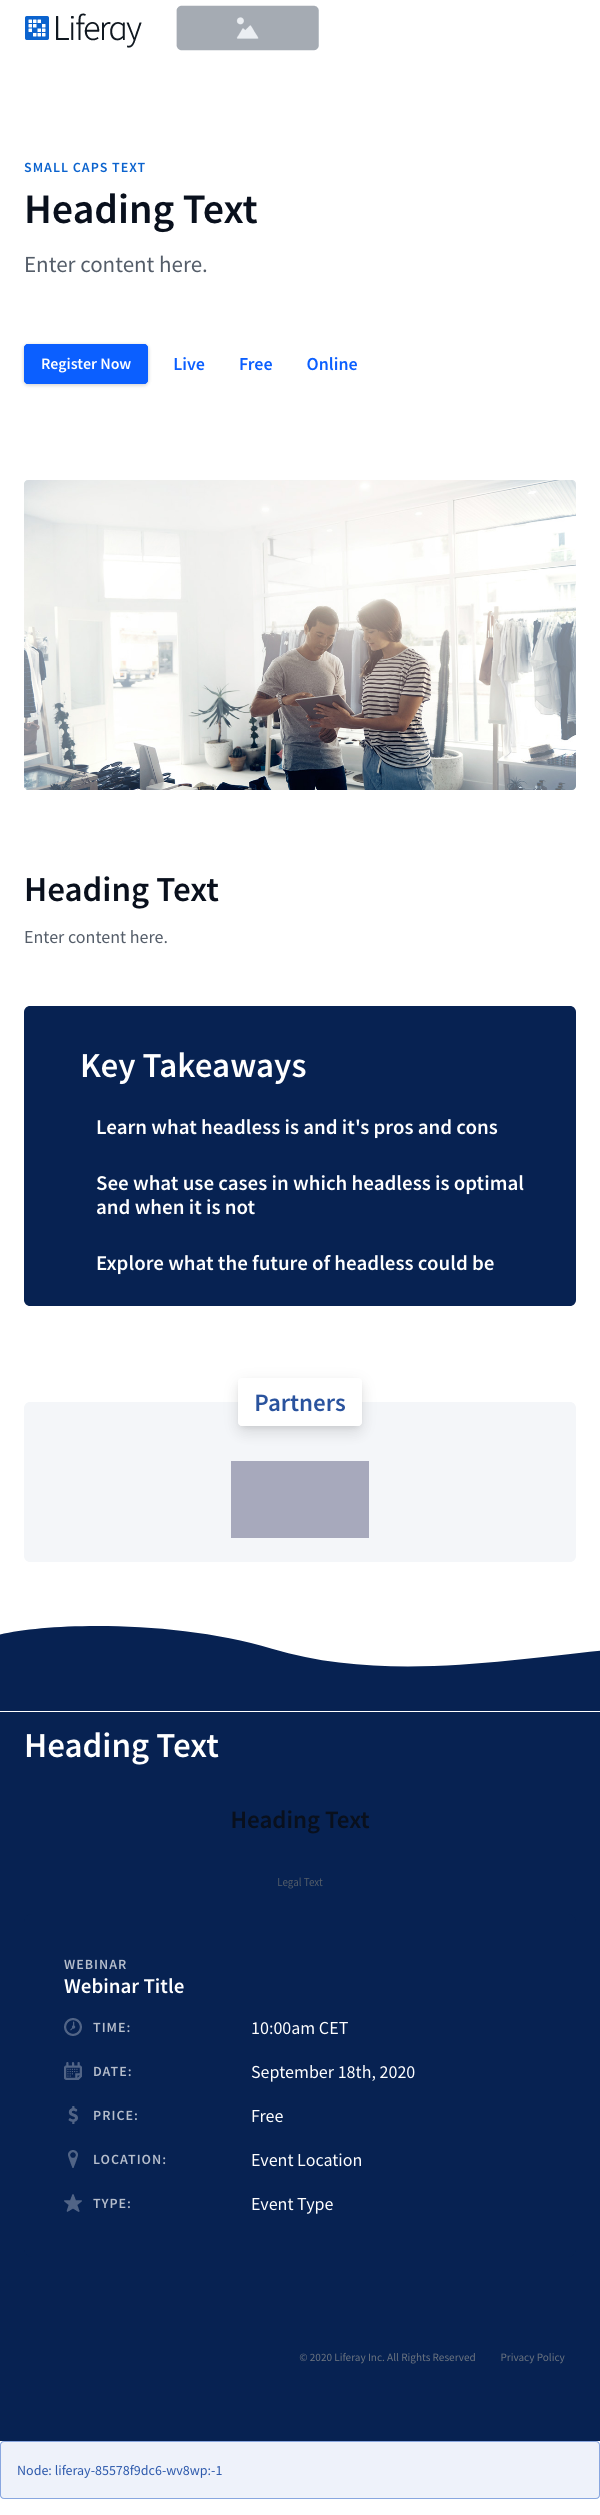 Liferay
SMALL CAPS TEXT
Heading Text
Enter content here.
Register Now Live Free Online
Heading Text
Enter content here.
Key Takeaways
Learn what headless is and it's pros and cons
See what use cases in which headless is optimal
and when it is not
Explore what the future of headless could be
Partners
Heading Text
Heading Text
Legal Text
WEBINAR
Webinar Title
TIME: 10:00am CET
DATE: September 18th, 2020
PRICE: Free
LOCATION: Event Location
TYPE: Event Type
© 2020 Liferay Inc. All Rights Reserved Privacy Policy
Node: liferay-85578f9dc6-wv8wp:-1